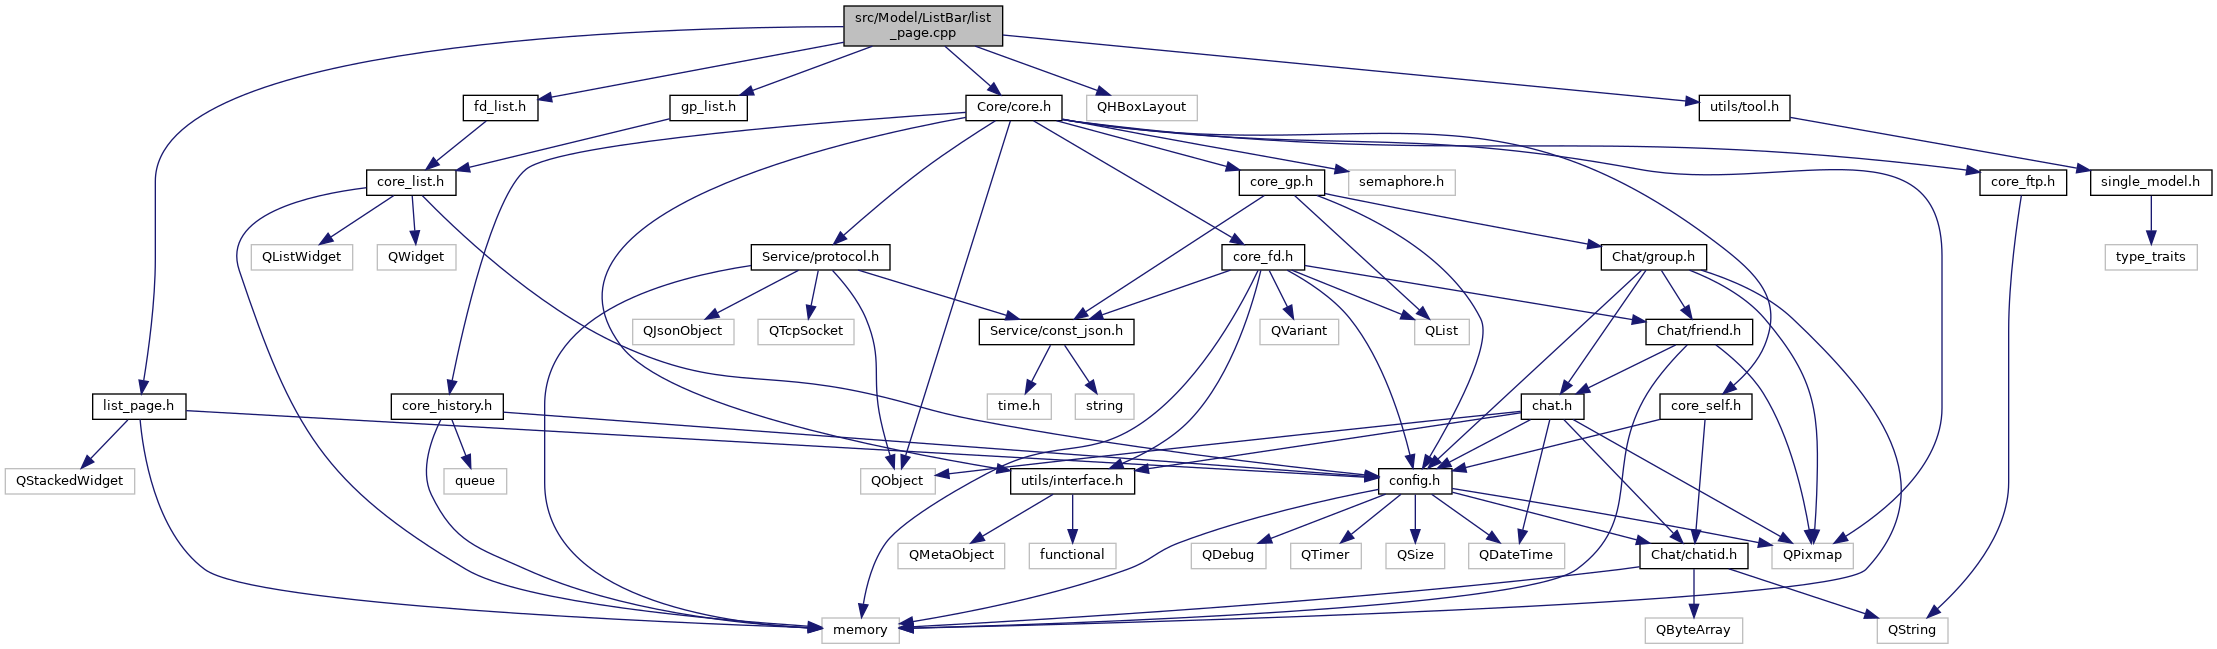 src/Model/ListBar/list
_page.cpp
fd_list.h
gp_list.h
Core/core.h
QHBoxLayout
utils/tool.h
core_list.h
core_gp.h
semaphore.h
core_ftp.h
single_model.h
QListWidget
QWidget
Service/protocol.h
core_fd.h
Chat/group.h
type_traits
QJsonObject
QTcpSocket
Service/const_json.h
QVariant
QList
Chat/friend.h
list_page.h
core_history.h
time.h
string
chat.h
core_self.h
QStackedWidget
queue
QObject
utils/interface.h
config.h
QMetaObject
functional
QDebug
QTimer
QSize
QDateTime
Chat/chatid.h
QPixmap
memory
QByteArray
QString